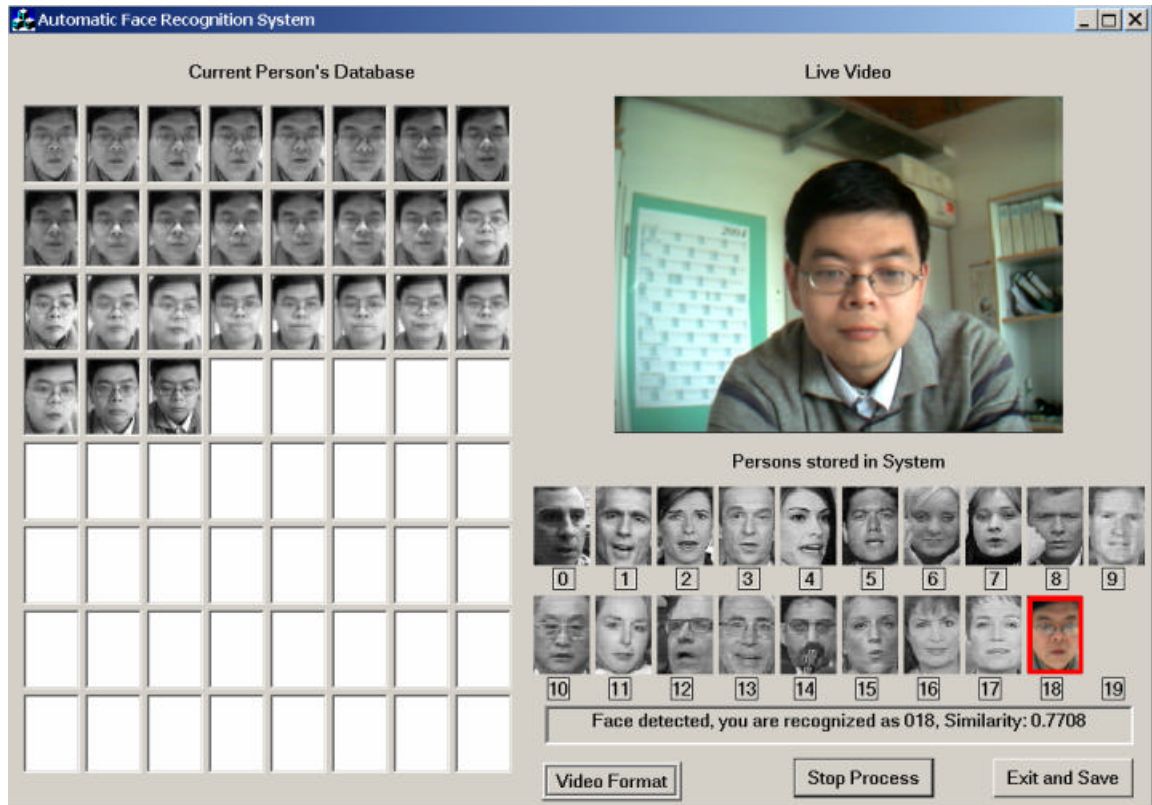 Automatic Face Recognition System
Current Person's Database
Live Video
2004
Persons stored in System
0 1 2 3 4 5 6 7 8 9
10 11 12 13 14 15 16 17 18 19
Face detected, you are recognized as 018, Similarity: 0.7708
Video Format
Stop Process
Exit and Save